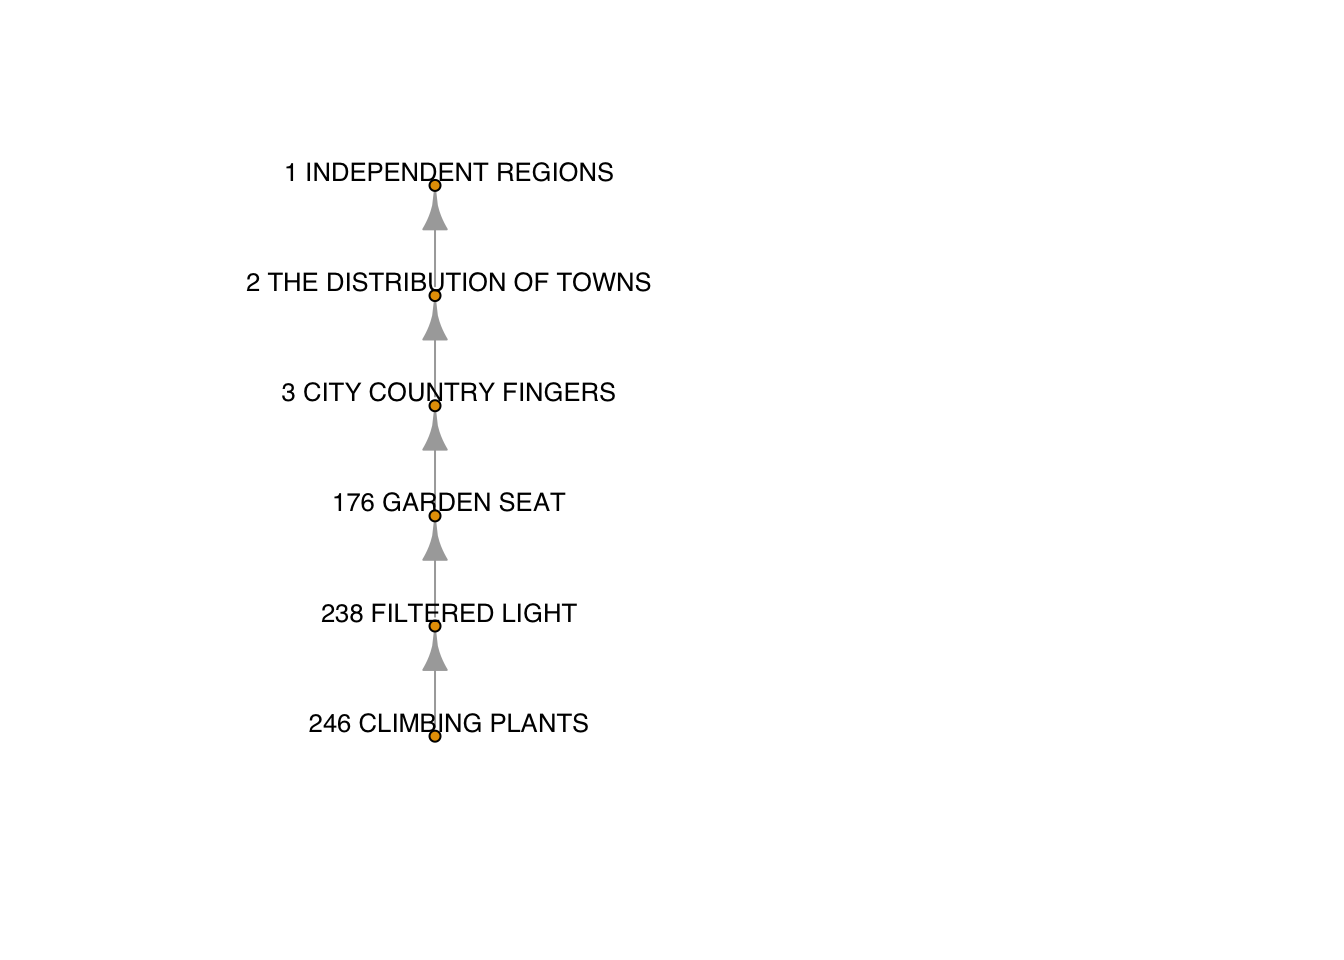 1 INDEPENDENT REGIONS
2 THE DISTRIBUTION OF TOWNS
3 CITY COUNTRY FINGERS
176 GARDEN SEAT
238 FILTERED LIGHT
246 CLIMBING PLANTS